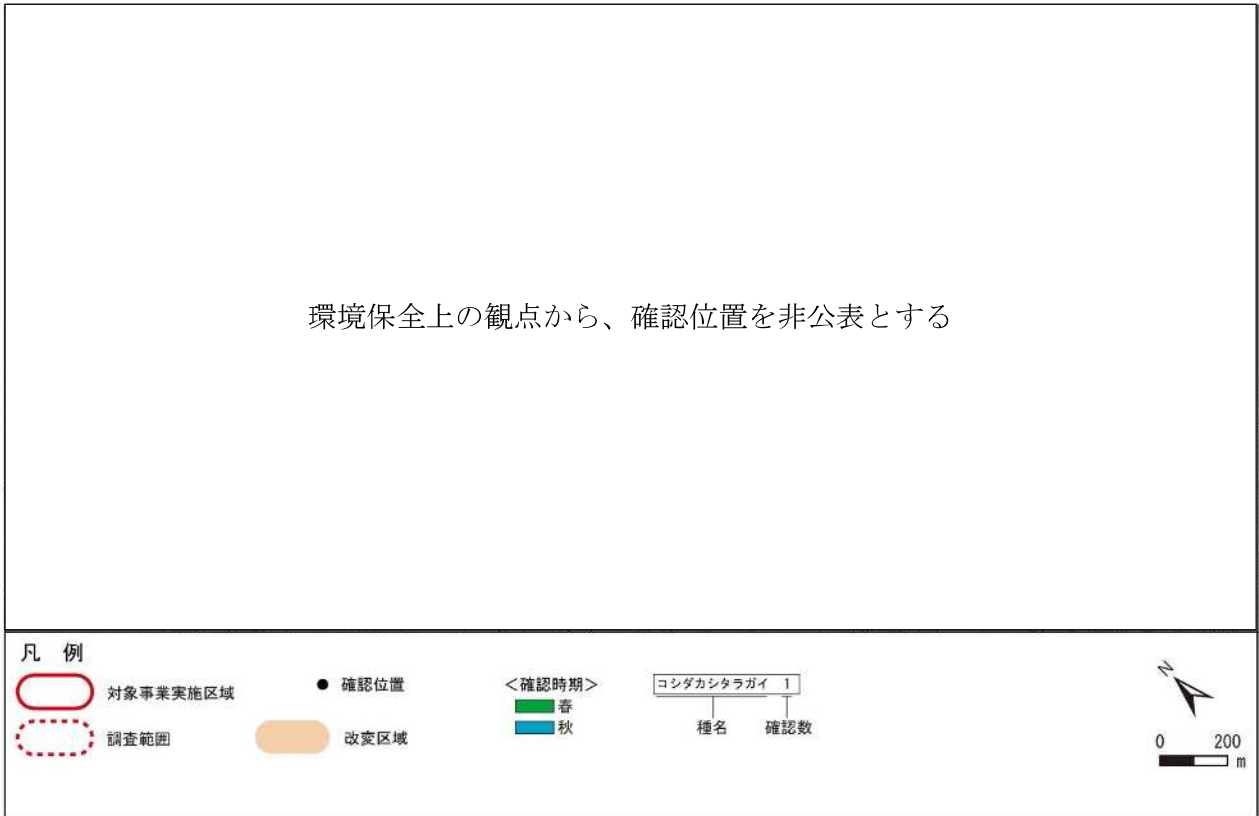 環境保全上の観点から、確認位置を非公表とする
凡 例
対象事業実施区域
調査範囲
確認位置
改変区域
＜確認時期＞
春
秋
コシダカシタラガイ 1
種名 確認数
N
0 200
m